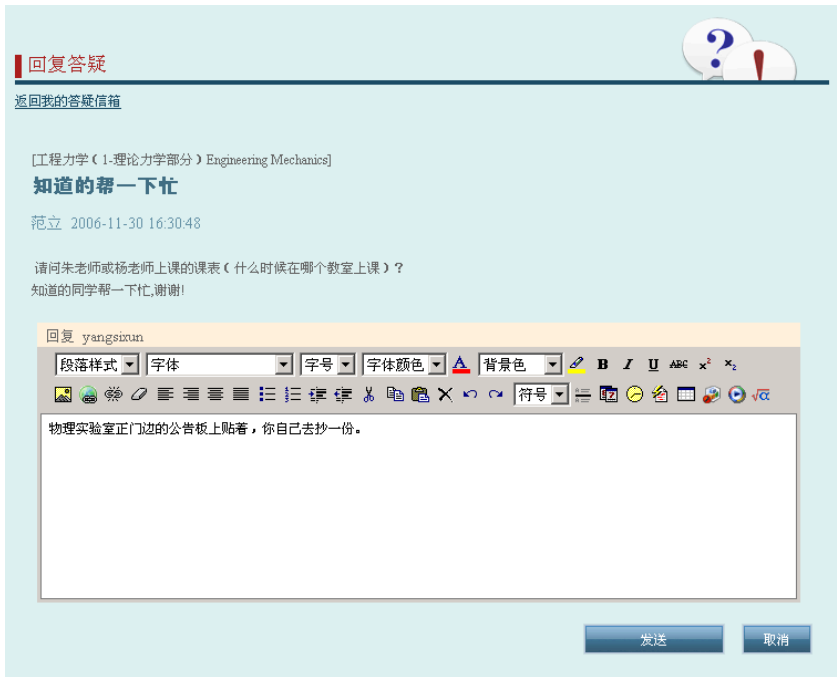 回复答疑
返回我的答疑信箱
[工程力学（1-理论力学部分）Engineering Mechanics]
知道的帮一下忙
范立 2006-11-30 16:30:48
请问朱老师或杨老师上课的课表（什么时候在哪个教室上课）？
知道的同学帮一下忙,谢谢!
回复 yangsixun
段落样式 字体 字号 字体颜色 A 背景色 B I U ABC x² x₂
符号 √α
物理实验室正门边的公告板上贴着，你自己去抄一份。
发送 取消